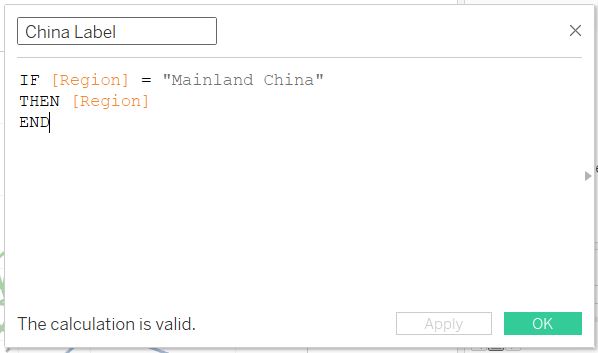 China Label
IF [Region] = "Mainland China"
THEN [Region]
END
The calculation is valid.
Apply
OK